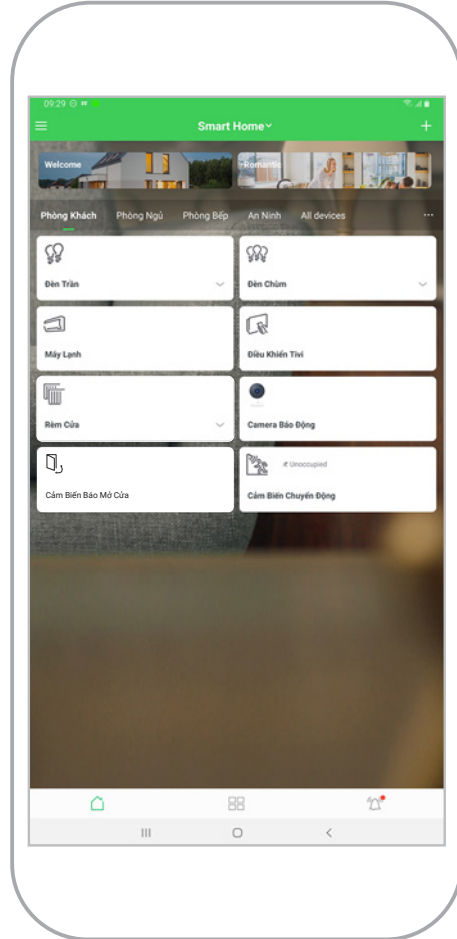 09:29
Smart Home
Welcome
Romantic
Phòng Khách Phòng Ngủ Phòng Bếp An Ninh All devices
Đèn Trần
Đèn Chùm
Máy Lạnh
Điều Khiển Tivi
Rèm Cửa
Camera Báo Động
Cảm Biến Báo Mở Cửa
Unoccupied
Cảm Biến Chuyển Động